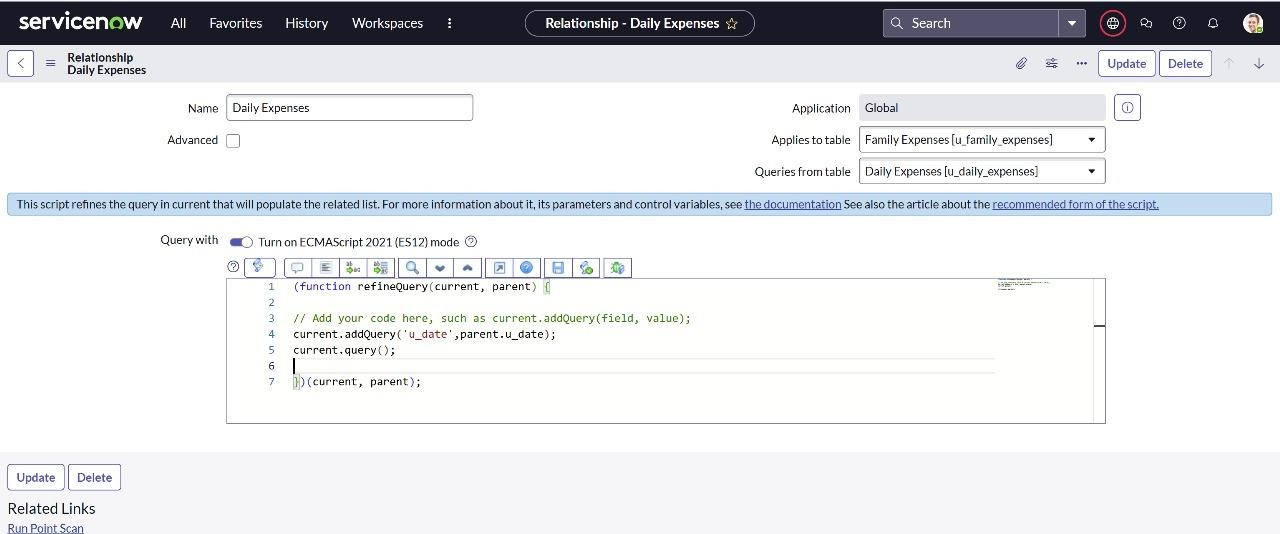 servicenow All Favorites History Workspaces Relationship - Daily Expenses Search
Relationship
Daily Expenses
Update Delete
Name Daily Expenses
Application Global
Advanced
Applies to table Family Expenses [u_family_expenses]
Queries from table Daily Expenses [u_daily_expenses]
This script refines the query in current that will populate the related list. For more information about it, its parameters and control variables, see the documentation See also the article about the recommended form of the script.
Query with Turn on ECMAScript 2021 (ES12) mode
1 (function refineQuery(current, parent) {
2
3 // Add your code here, such as current.addQuery(field, value);
4 current.addQuery('u_date',parent.u_date);
5 current.query();
6
7 })(current, parent);
Update Delete
Related Links
Run Point Scan